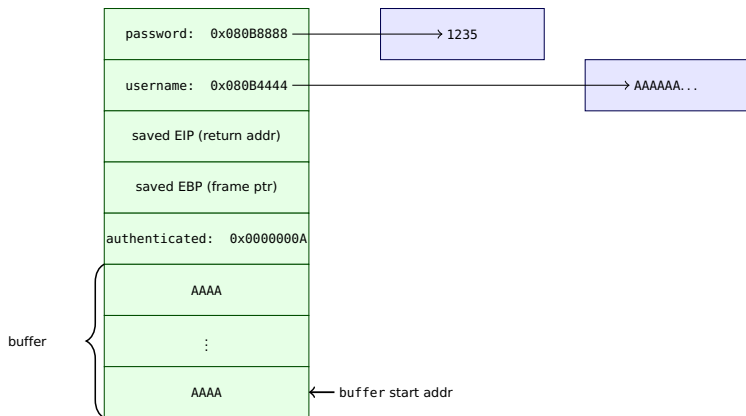 password: 0x080B8888
1235
username: 0x080B4444
AAAAAA...
saved EIP (return addr)
saved EBP (frame ptr)
authenticated: 0x0000000A
AAAA
buffer
⋮
AAAA
buffer start addr